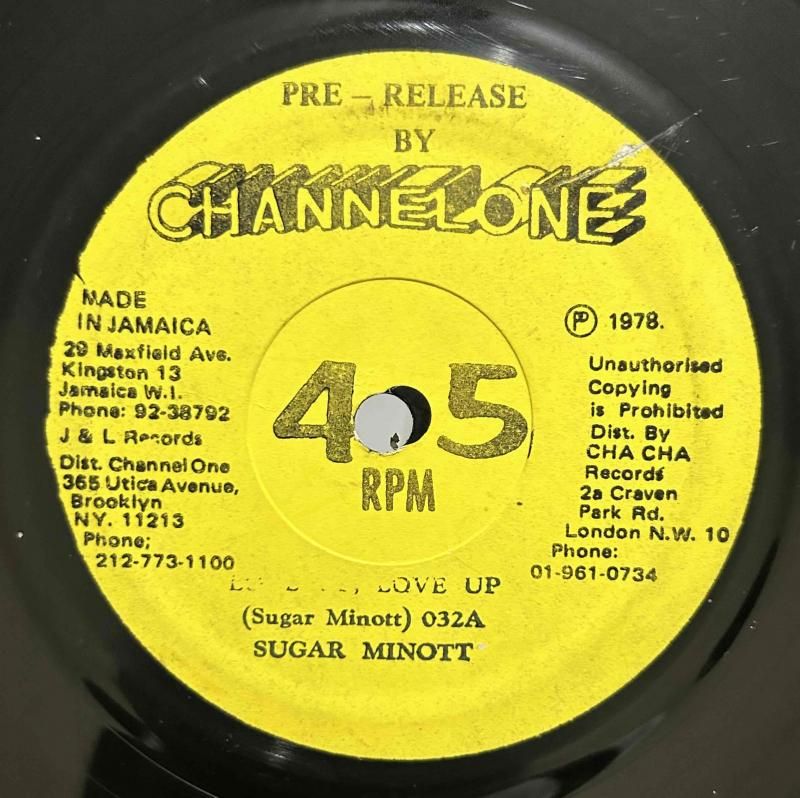 PRE – RELEASE
BY
CHANNEL ONE
MADE
IN JAMAICA
29 Maxfield Ave.
Kingston 13
Jamaica W.I.
Phone: 92-38792
J & L Records
Dist. Channel One
365 Utica Avenue,
Brooklyn
NY. 11213
Phone;
212-773-1100
45
RPM
Ⓟ 1978.
Unauthorised
Copying
is Prohibited
Dist. By
CHA CHA
Records
2a Craven
Park Rd.
London N.W. 10
Phone:
01-961-0734
LOVE UP
(Sugar Minott) 032A
SUGAR MINOTT